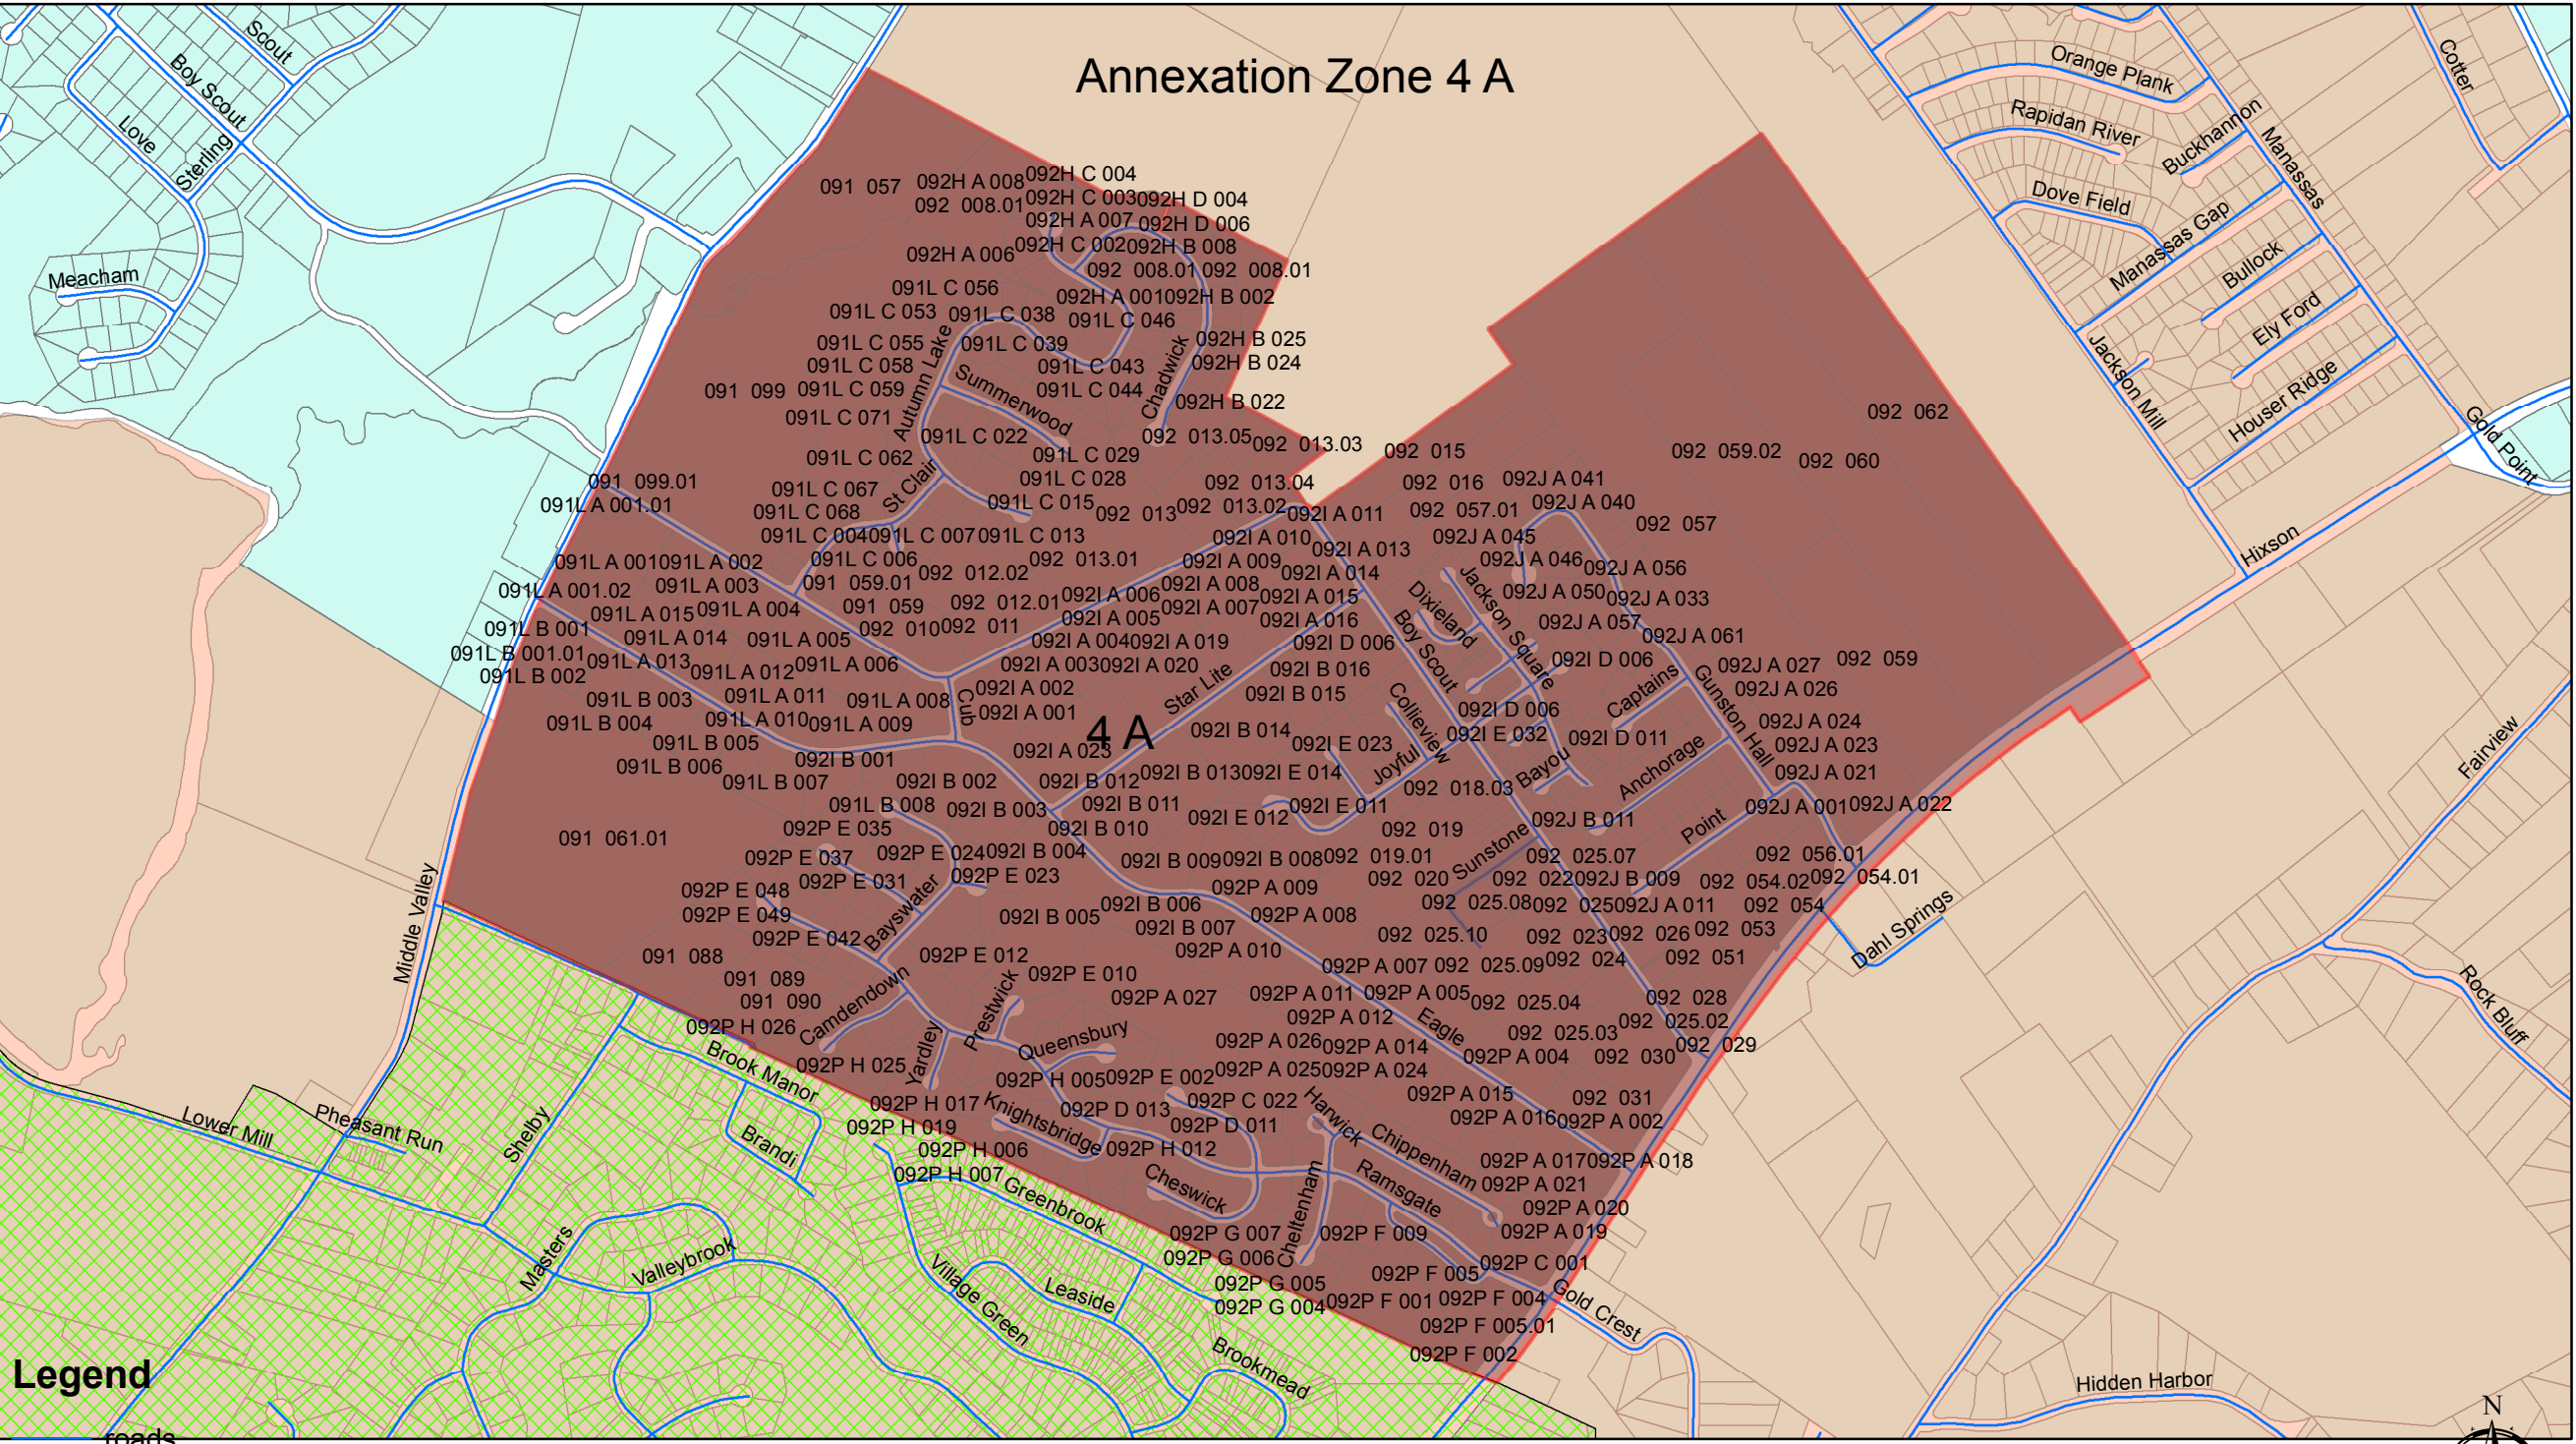 Annexation Zone 4 A
Scout
Boy Scout
Love
Sterling
Meacham
Orange Plank
Rapidan River
Buckhannon
Dove Field
Manassas
Manassas Gap
Bullock
Ely Ford
Houser Ridge
Jackson Mill
Cotter
Gold Point
Hixson
Fairview
Rock Bluff
Dahl Springs
Hidden Harbor
092H C 004
091 057
092H A 008
092H C 003
092H D 004
092 008.01
092H A 007
092H D 006
092H C 002
092H B 008
092H A 006
092 008.01
092 008.01
091L C 056
092H A 001
092H B 002
091L C 053
091L C 038
091L C 046
091L C 055
091L C 039
092H B 025
091L C 058
091L C 043
092H B 024
091 099
091L C 059
091L C 044
092H B 022
091L C 071
Autumn Lake
Summerwood
Chadwick
091L C 022
092 013.05
092 013.03
092 015
092 062
091L C 062
091L C 029
092 059.02
092 060
St Clair
091 099.01
091L C 067
091L C 028
092 013.04
092 016
092J A 041
091L A 001.01
091L C 068
091L C 015
092 013
092 013.02
092I A 011
092 057.01
092J A 040
092 057
091L C 004
091L C 007
091L C 013
092I A 010
092I A 013
092J A 045
091L A 001
091L A 002
091L C 006
092 012.02
092 013.01
092I A 009
092I A 014
092J A 046
092J A 056
091L A 001.02
091L A 003
091 059.01
092I A 006
092I A 008
092I A 015
092J A 050
092J A 033
091L A 015
091L A 004
091 059
092 012.01
092I A 005
092I A 007
092I A 016
092J A 057
091L B 001
091L A 014
091L A 005
092 010
092 011
092I A 004
092I A 019
092I D 006
092J A 061
091L B 001.01
091L A 013
091L A 012
091L A 006
092I A 003
092I A 020
092I B 016
092I D 006
092J A 027
092 059
091L B 002
091L B 003
091L A 011
091L A 008
092I A 002
092I B 015
092J A 026
091L B 004
091L A 010
091L A 009
092I A 001
092I D 006
092J A 024
Cub
Star Lite
Dixieland
Jackson Square
Boy Scout
Collieview
Captains
Gunston Hall
Joyful
Bayou
Anchorage
Point
Sunstone
4 A
091L B 005
092I A 023
092I B 014
092I E 023
092I E 032
092I D 011
092J A 023
091L B 006
092I B 001
091L B 007
092I B 002
092I B 012
092I B 013
092I E 014
092 018.03
092J A 021
091L B 008
092I B 003
092I B 011
092I E 012
092I E 011
092J A 001
092J A 022
091 061.01
092P E 035
092I B 010
092 019
092J B 011
092P E 037
092P E 024
092I B 004
092I B 009
092I B 008
092 019.01
092 025.07
092 056.01
092P E 048
092P E 031
092P E 023
092P A 009
092 020
092 022
092J B 009
092 054.02
092 054.01
092P E 049
092I B 005
092I B 006
092P A 008
092 025.08
092 025
092J A 011
092 054
092P E 042
092I B 007
092 025.10
092 023
092 026
092 053
091 088
092P E 012
092P A 010
092P A 007
092 025.09
092 024
092 051
Bayswater
091 089
092P E 010
091 090
092P A 027
092P A 011
092P A 005
092 025.04
092 028
092P H 026
Camdendown
Yardley
Prestwick
Queensbury
092P A 012
Eagle
092 025.03
092 025.02
092P A 026
092P A 014
092P A 004
092 030
092 029
092P H 025
092P H 005
092P E 002
092P A 025
092P A 024
092P H 017
092P D 013
092P C 022
092P A 015
092 031
092P H 019
092P D 011
092P A 016
092P A 002
092P H 006
Knightsbridge
092P H 012
Harwick
Chippenham
092P H 007
092P A 017
092P A 018
Cheswick
Cheltenham
Ramsgate
092P A 021
092P A 020
092P G 007
092P F 009
092P A 019
092P G 006
092P C 001
092P G 005
092P F 005
092P G 004
092P F 001
092P F 004
Gold Crest
092P F 005.01
092P F 002
Middle Valley
Lower Mill
Pheasant Run
Shelby
Brook Manor
Brandi
Masters
Valleybrook
Greenbrook
Village Green
Leaside
Brookmead
Legend
roads
N